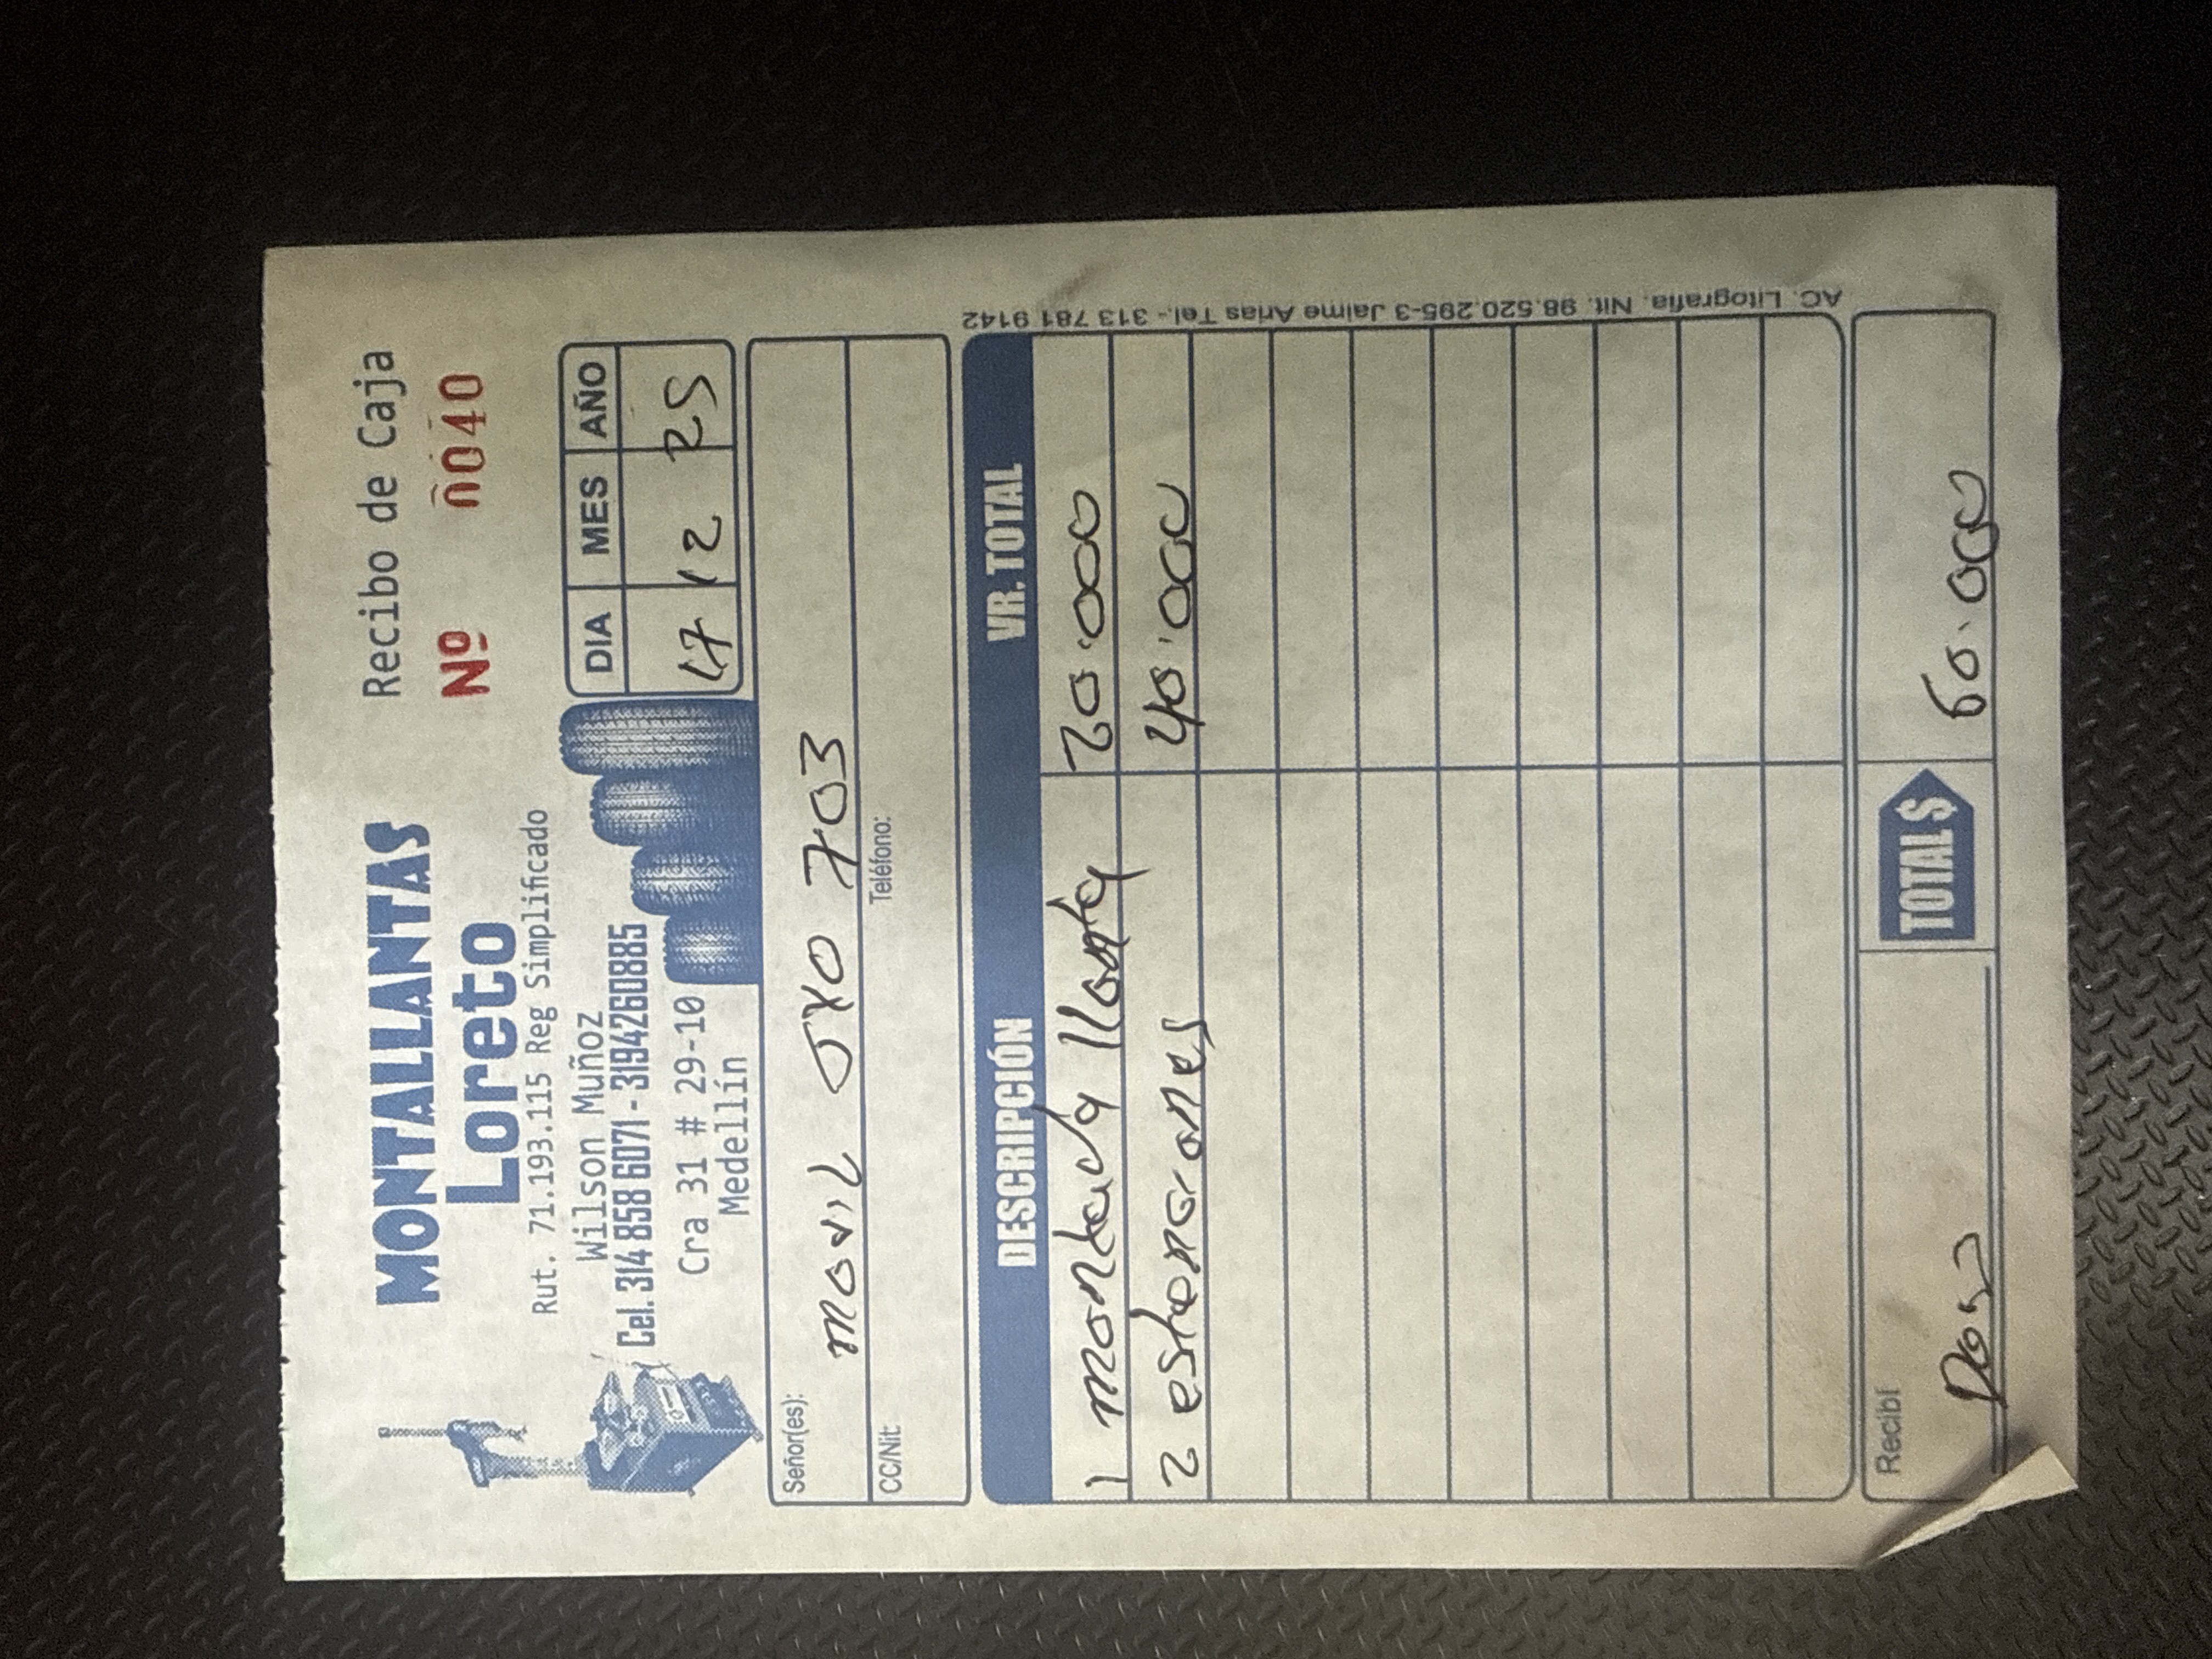 MONTALLANTAS
Loreto
Rut. 71.193.115 Reg Simplificado
Wilson Muñoz
Cel. 314 858 6071 - 3194260885
Cra 31 # 29-10
Medellín
Recibo de Caja
Nº 0040
DIA MES AÑO
17 12 25
Señor(es): movil 703
CC/Nit: Teléfono:
DESCRIPCIÓN VR. TOTAL
1 montada llanta 20.000
2 40.000
Recibí
TOTAL $ 60.000
AC. Litografia. Nit. 98.520.295-3 Jaime Arias Tel.- 313 781 9142